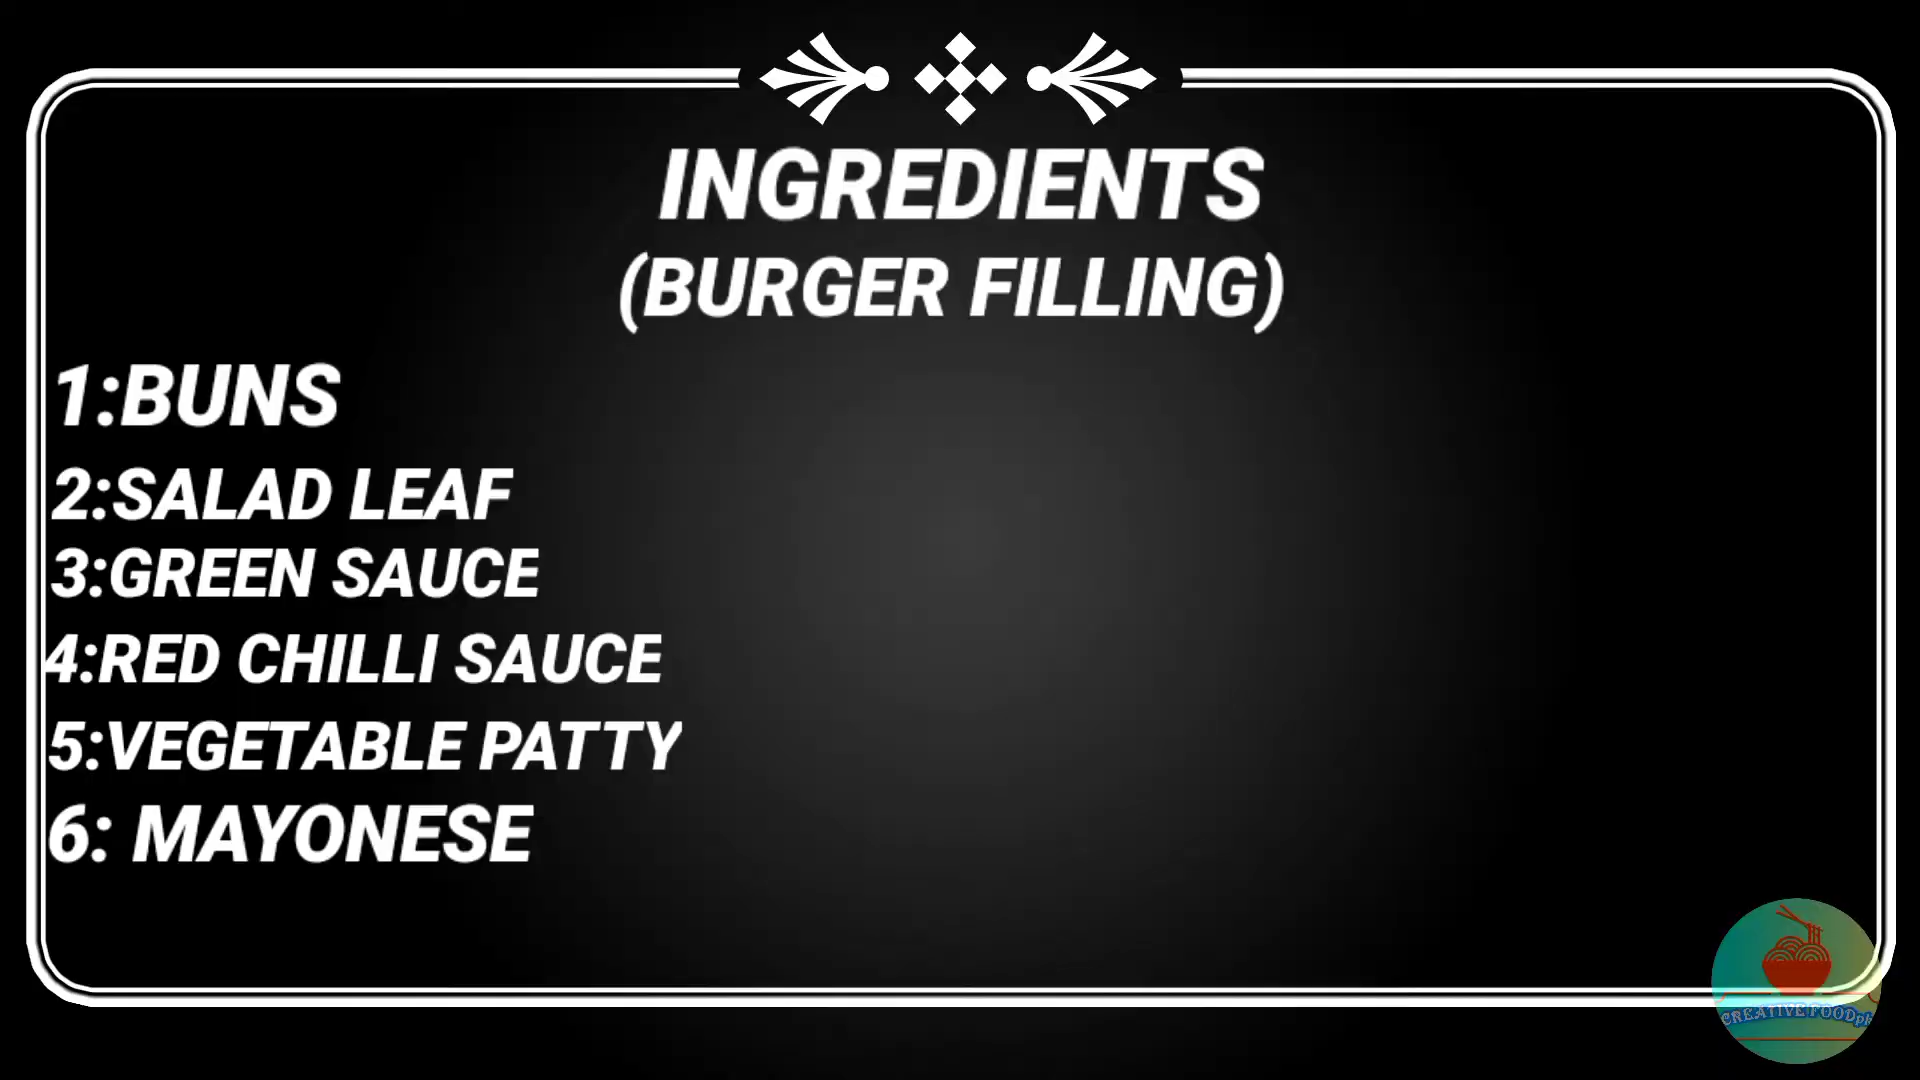 INGREDIENTS
(BURGER FILLING)
1:BUNS
2:SALAD LEAF
3:GREEN SAUCE
4:RED CHILLI SAUCE
5:VEGETABLE PATTY
6: MAYONESE
CREATIVE FOODpk